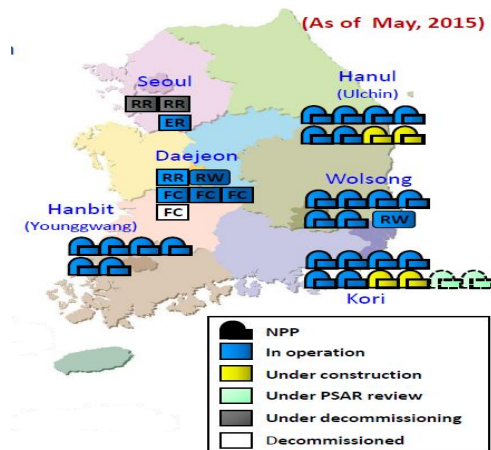 (As of May, 2015)
Seoul
RR RR
ER
Hanul
(Ulchin)
Daejeon
RR RW
FC FC FC
FC
Wolsong
RW
Hanbit
(Younggwang)
Kori
NPP
In operation
Under construction
Under PSAR review
Under decommissioning
Decommissioned